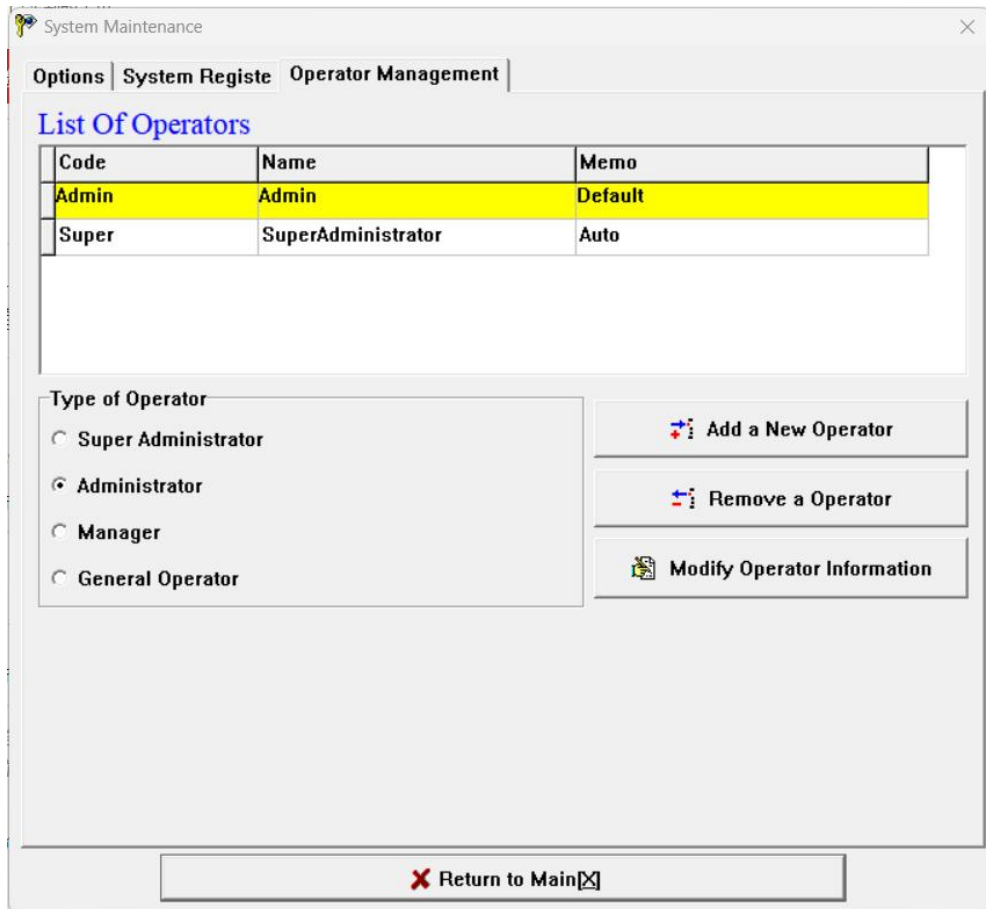 System Maintenance
Options System Registe Operator Management
List Of Operators
Code Name Memo
Admin Admin Default
Super SuperAdministrator Auto
Type of Operator
Super Administrator
Administrator
Manager
General Operator
Add a New Operator
Remove a Operator
Modify Operator Information
Return to Main[X]